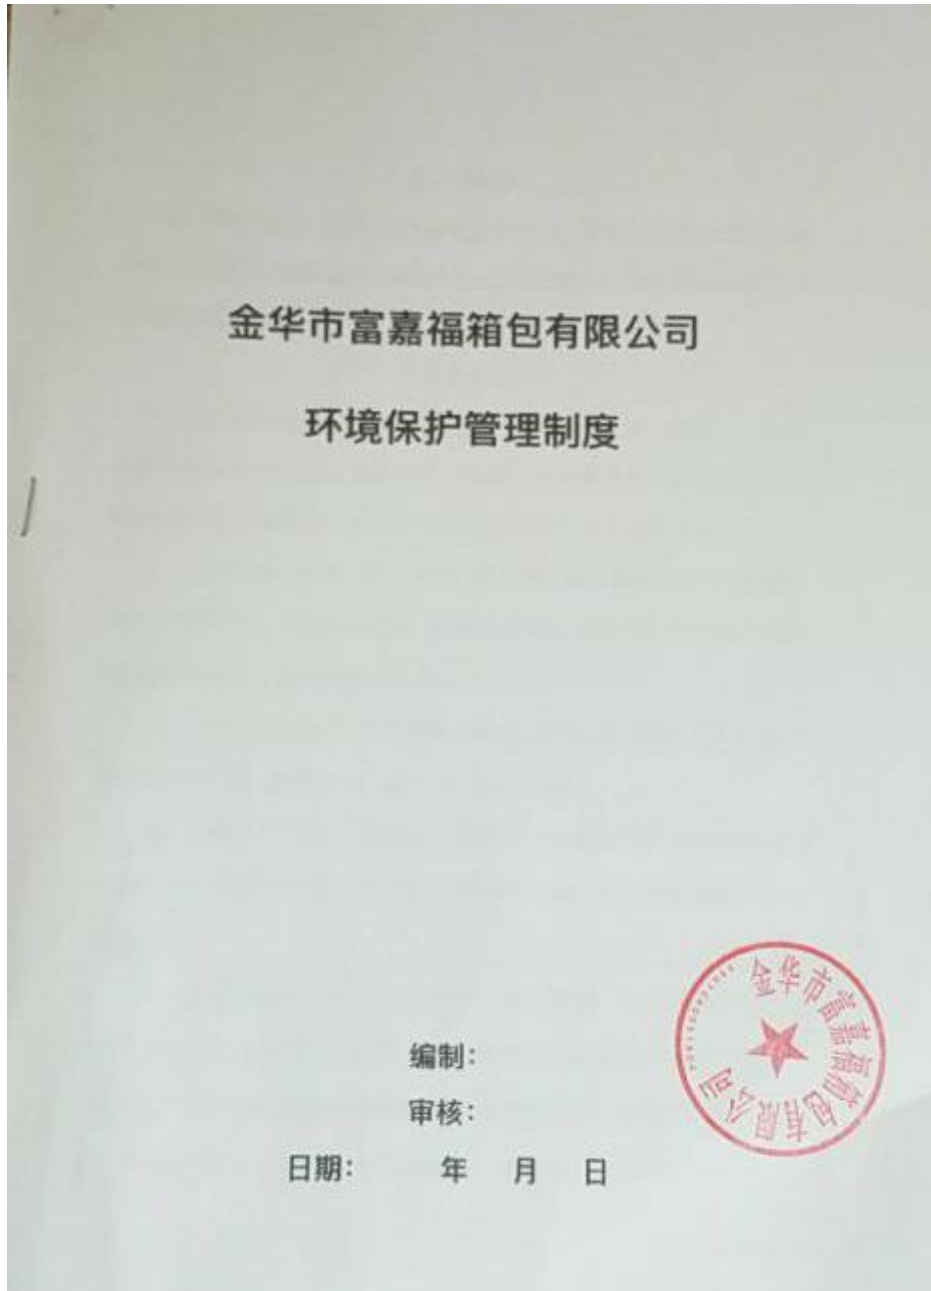 金华市富嘉福箱包有限公司
环境保护管理制度
编制：
审核：
日期： 年 月 日
金华市富嘉福箱包有限公司